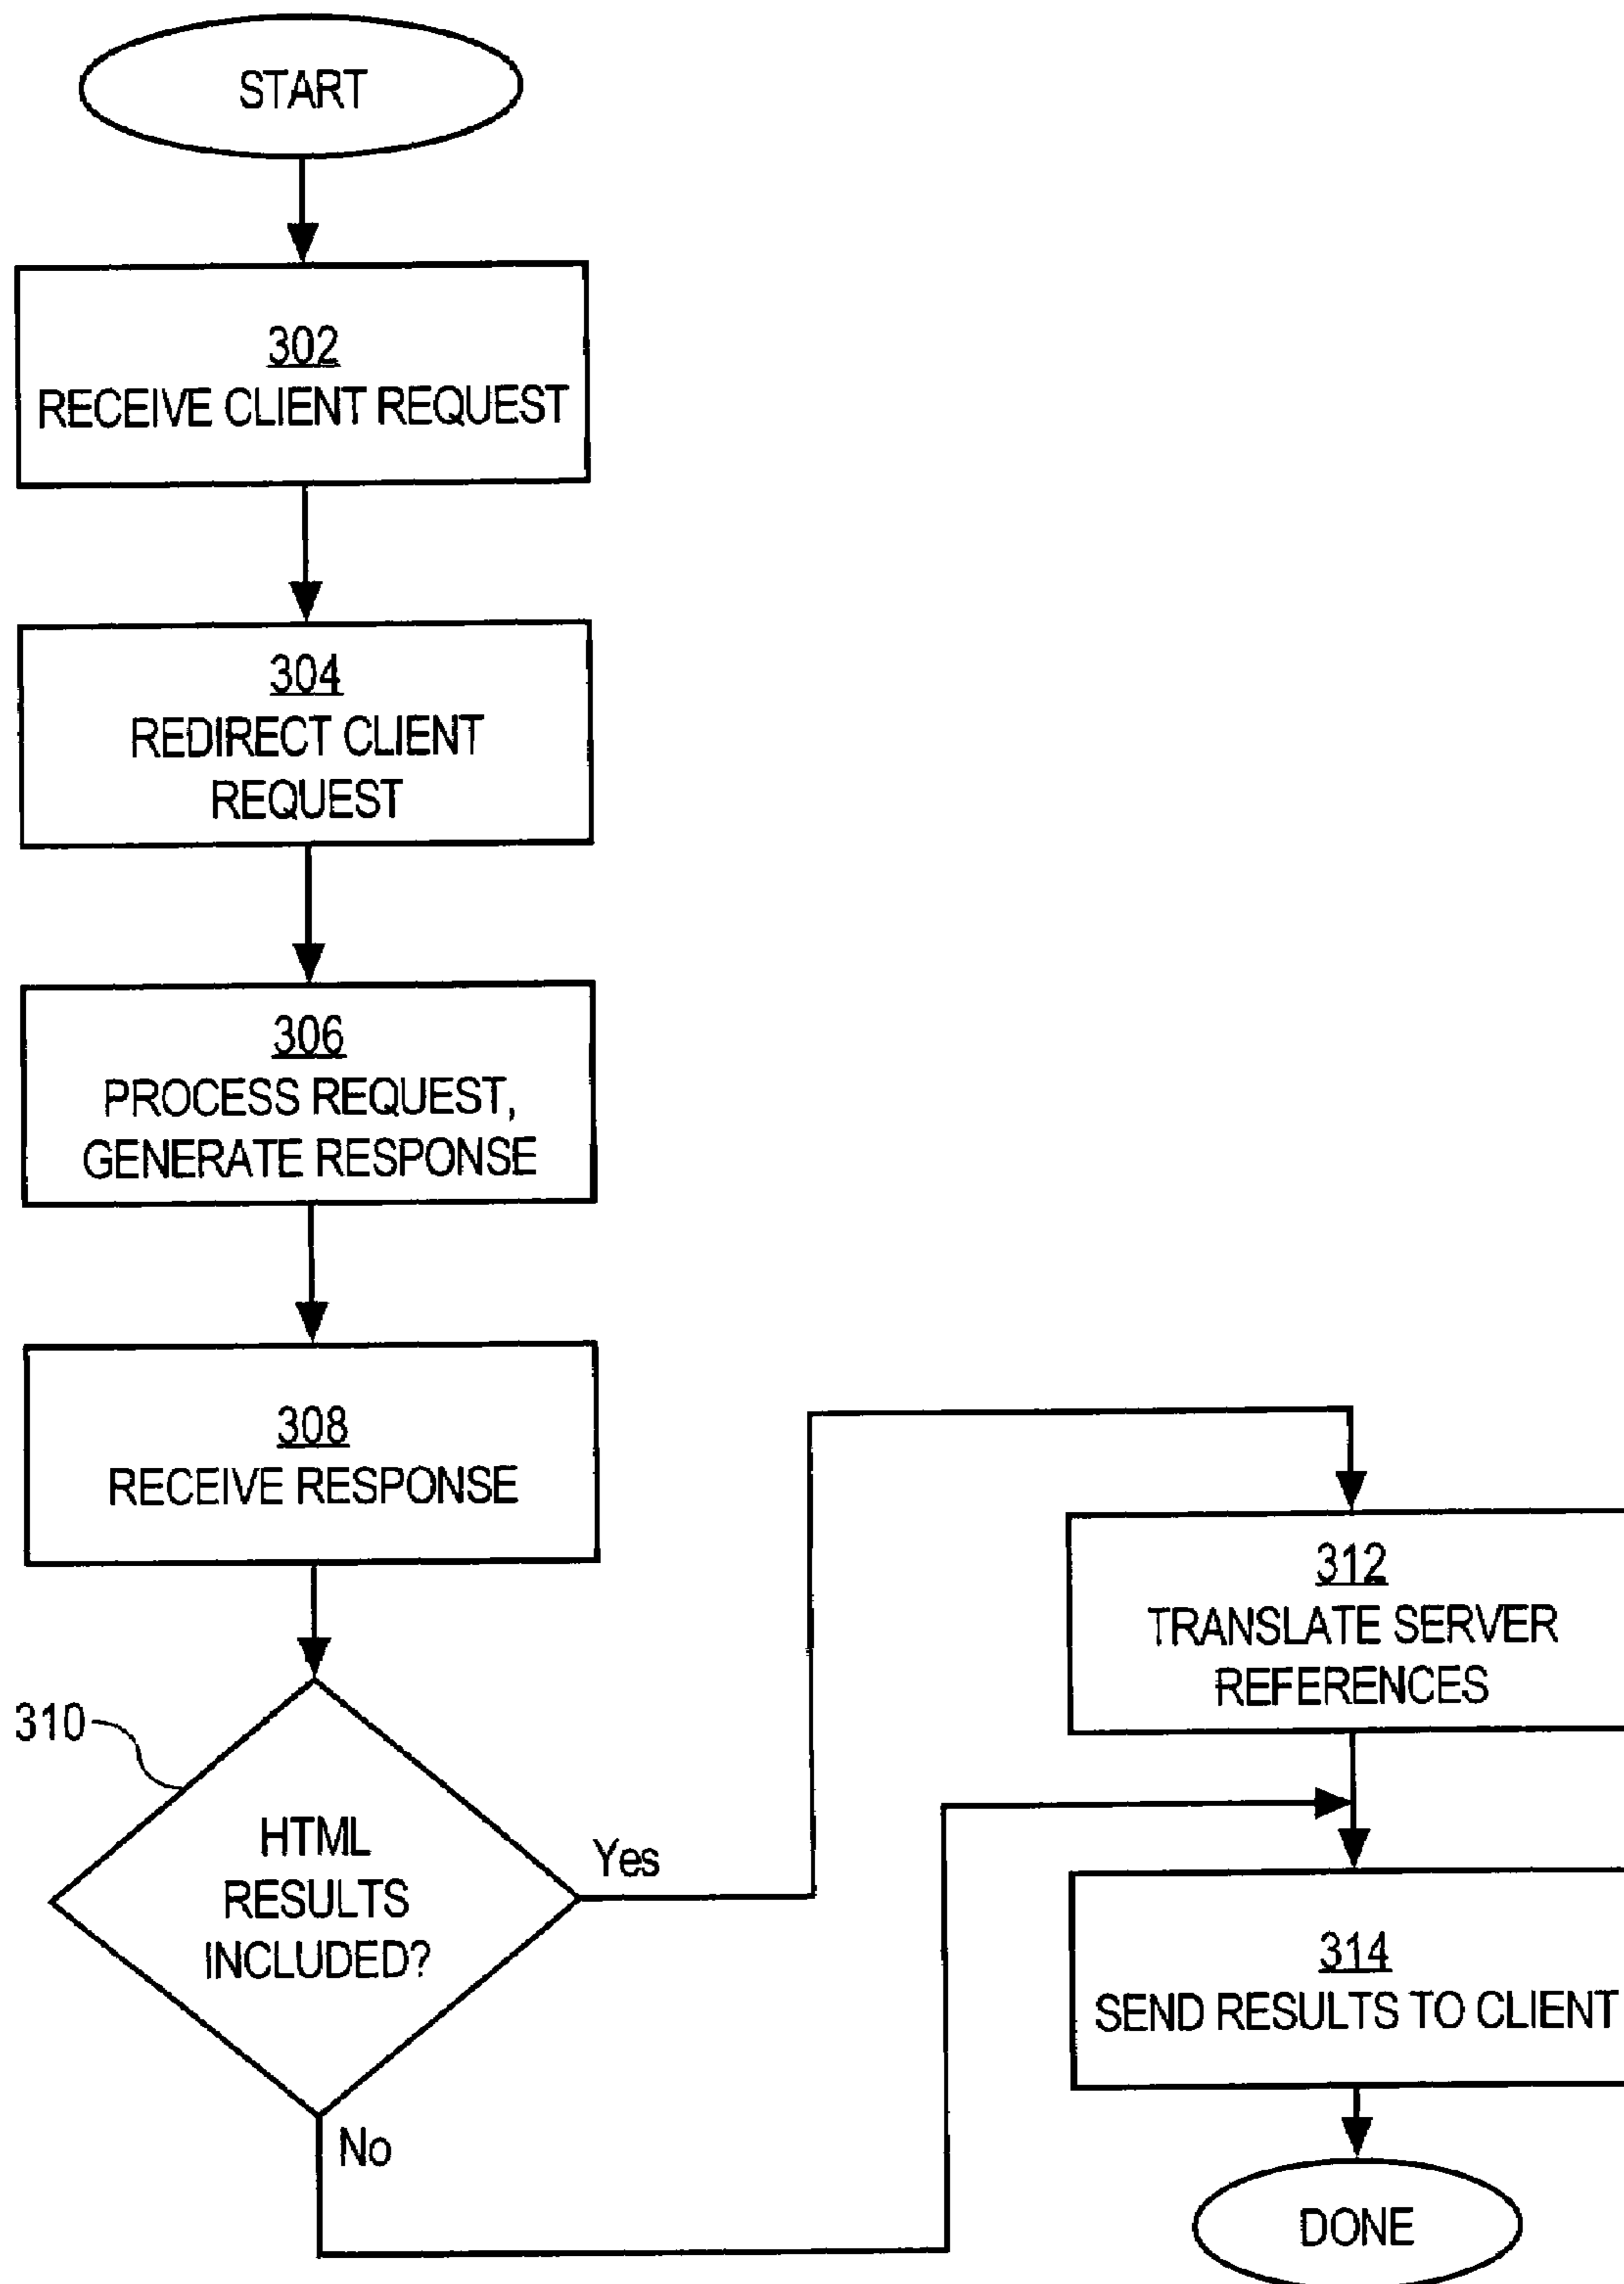 START
302
RECEIVE CLIENT REQUEST
304
REDIRECT CLIENT
REQUEST
306
PROCESS REQUEST,
GENERATE RESPONSE
308
RECEIVE RESPONSE
310
HTML
RESULTS
INCLUDED?
Yes
No
312
TRANSLATE SERVER
REFERENCES
314
SEND RESULTS TO CLIENT
DONE